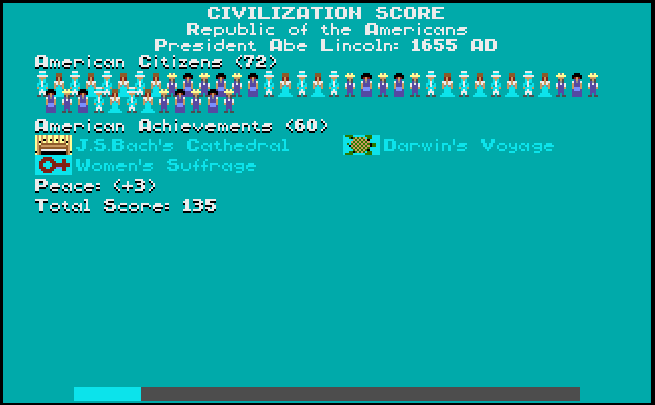 CIVILIZATION SCORE
Republic of the Americans
President Abe Lincoln: 1655 AD
American Citizens (72)
American Achievements (60)
J.S.Bach's Cathedral Darwin's Voyage
Women's Suffrage
Peace: (+3)
Total Score: 135